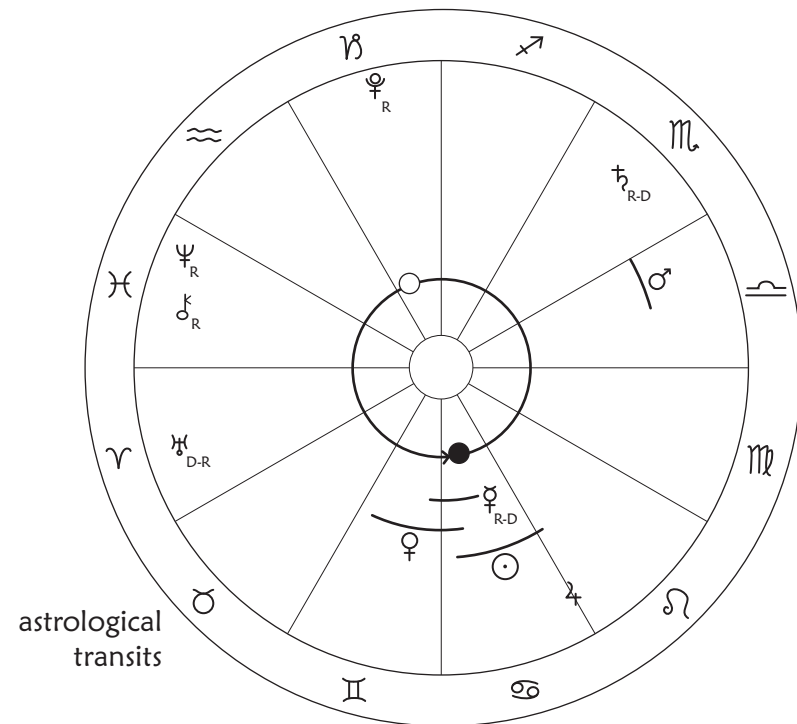 ♑ ♐
♇ R
♒ ♏
♄ R-D
♆ R
♂
♓ ⚷ R ♎
♈ ♅ D-R ♍
☿ R-D
♀
☉
♃
♉ ♌
astrological
transits
♊ ♋